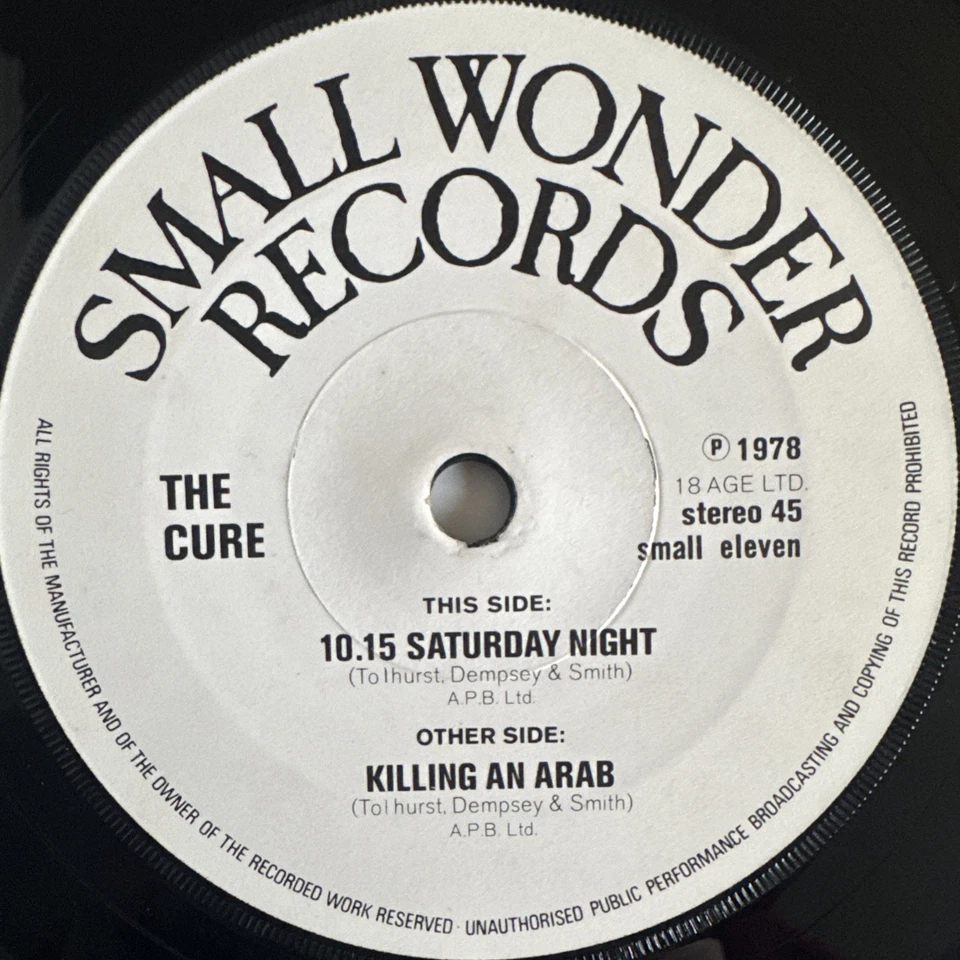 SMALL WONDER
RECORDS
THE
CURE
Ⓟ 1978
18 AGE LTD.
stereo 45
small eleven
THIS SIDE:
10.15 SATURDAY NIGHT
(Tolhurst, Dempsey & Smith)
A.P.B. Ltd.
OTHER SIDE:
KILLING AN ARAB
(Tolhurst, Dempsey & Smith)
A.P.B. Ltd.
ALL RIGHTS OF THE MANUFACTURER AND OF THE OWNER OF THE RECORDED WORK RESERVED · UNAUTHORISED PUBLIC PERFORMANCE BROADCASTING AND COPYING OF THIS RECORD PROHIBITED